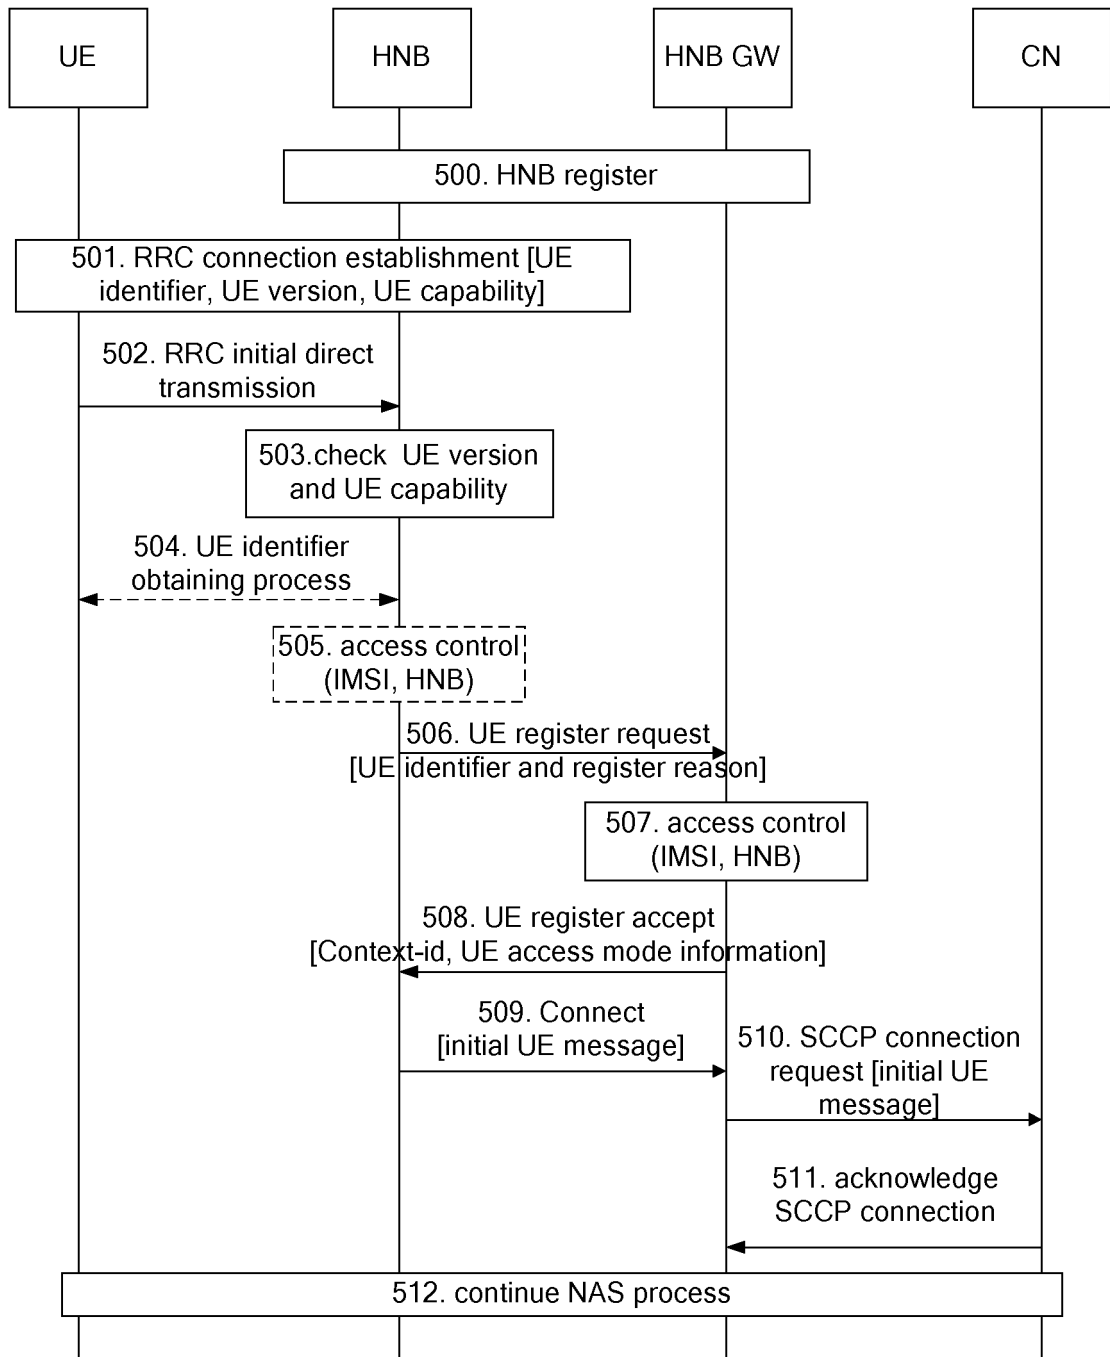 UE
HNB
HNB GW
CN
500. HNB register
501. RRC connection establishment [UE
identifier, UE version, UE capability]
502. RRC initial direct
transmission
503.check UE version
and UE capability
504. UE identifier
obtaining process
505. access control
(IMSI, HNB)
506. UE register request
[UE identifier and register reason]
507. access control
(IMSI, HNB)
508. UE register accept
[Context-id, UE access mode information]
509. Connect
[initial UE message]
510. SCCP connection
request [initial UE
message]
511. acknowledge
SCCP connection
512. continue NAS process